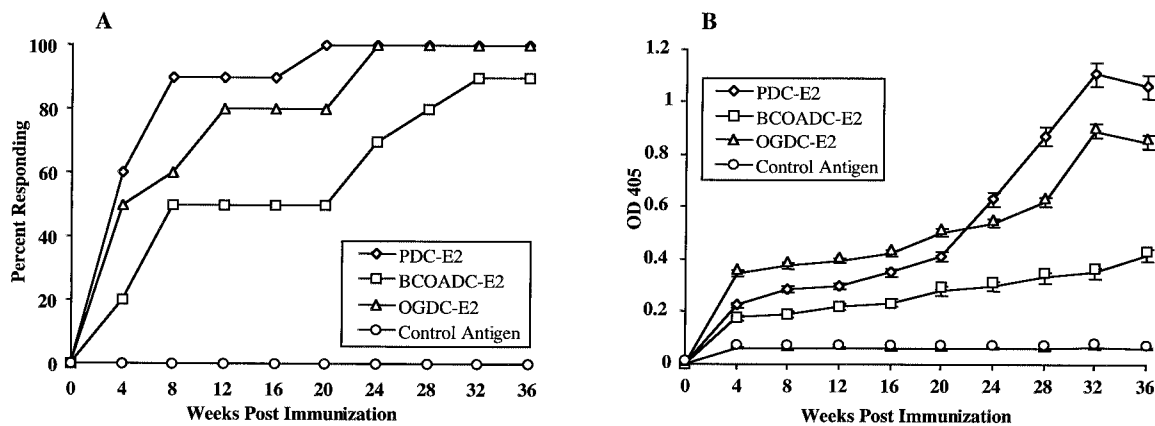 A
Percent Responding
100
80
60
40
20
0
PDC-E2
BCOADC-E2
OGDC-E2
Control Antigen
0 4 8 12 16 20 24 28 32 36
Weeks Post Immunization
B
OD 405
1.2
1
0.8
0.6
0.4
0.2
0
PDC-E2
BCOADC-E2
OGDC-E2
Control Antigen
0 4 8 12 16 20 24 28 32 36
Weeks Post Immunization